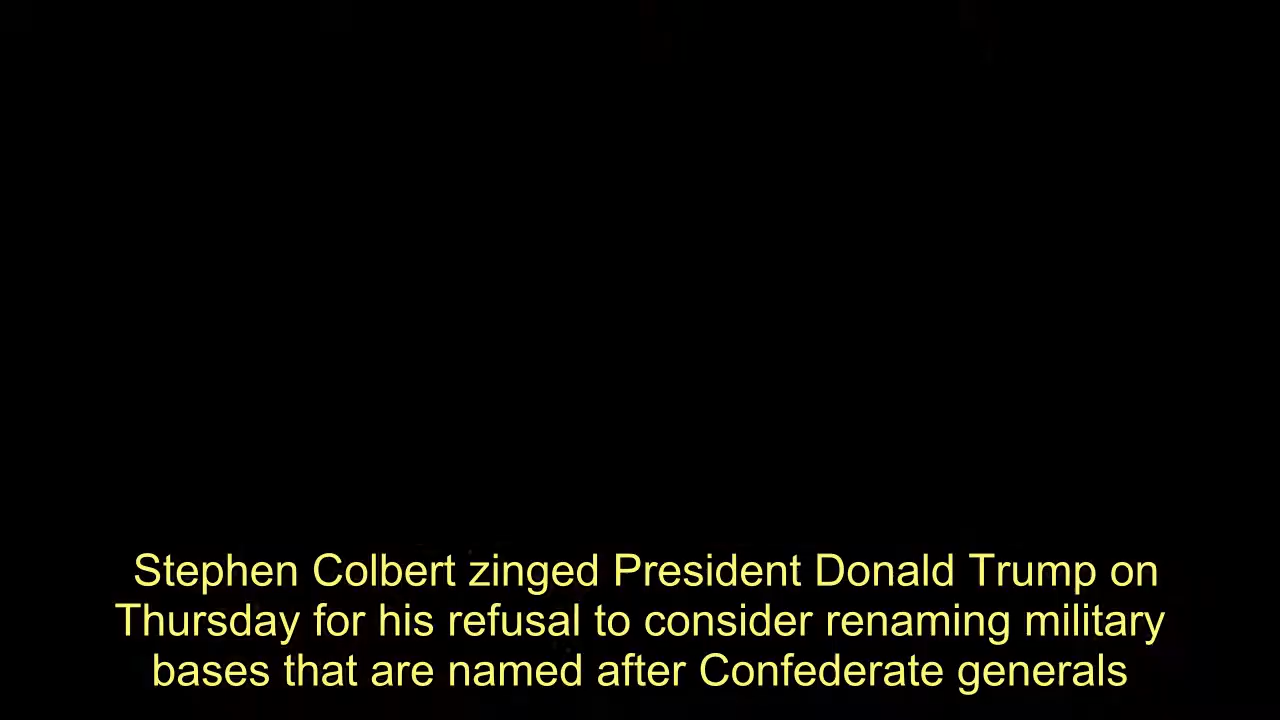 Stephen Colbert zinged President Donald Trump on
Thursday for his refusal to consider renaming military
bases that are named after Confederate generals